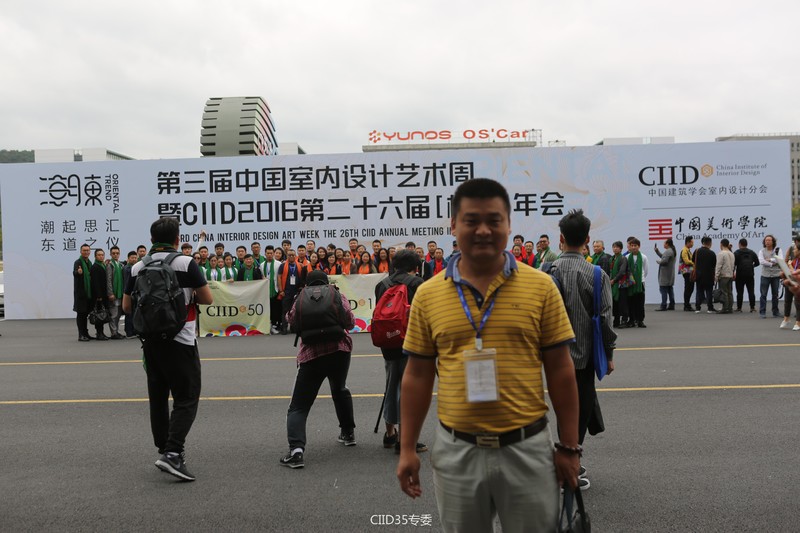 YUNOS OS'Car
潮東
ORIENTAL TREND
潮起思汇
东道之仪
第三届中国室内设计艺术周
暨CIID2016第二十六届[
年会
3RD CHINA INTERIOR DESIGN ART WEEK THE 26TH CIID ANNUAL MEETING
CIID
China Institute of
Interior Design
中国建筑学会室内设计分会
中国美術学院
China Academy Of Art
CIID 50
CIID35专委